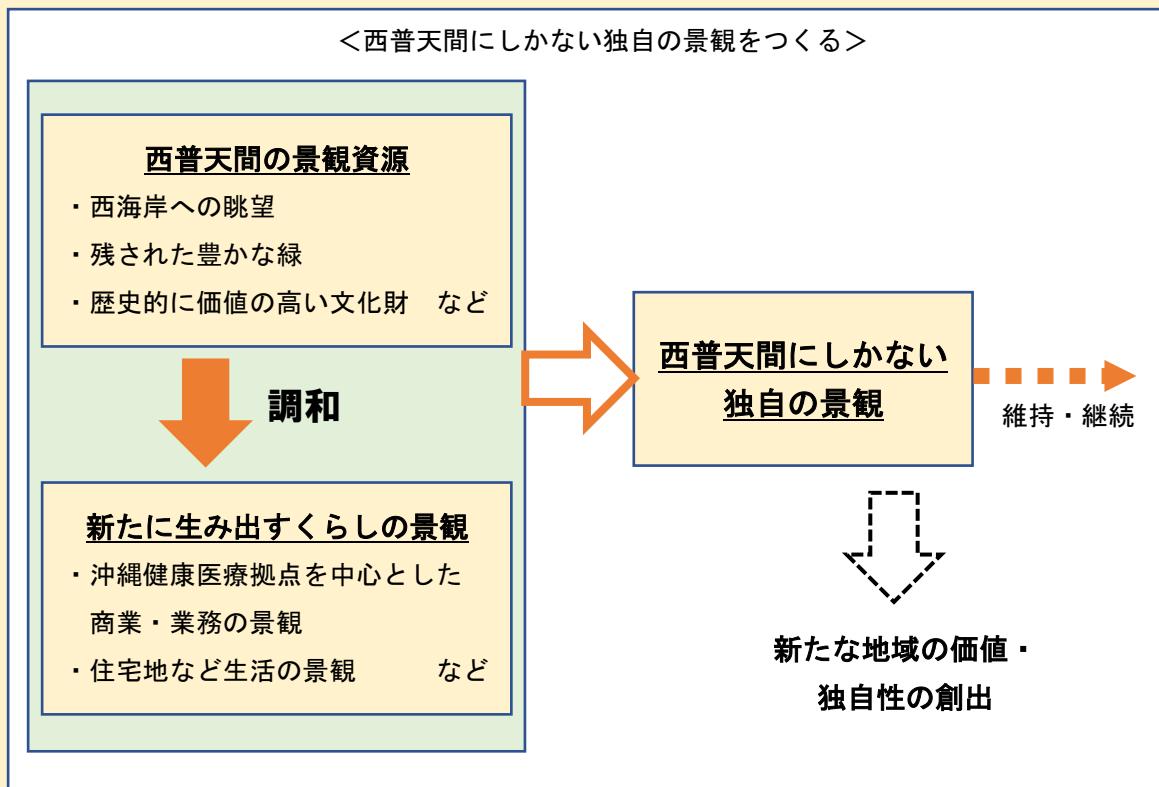 ＜西普天間にしかない独自の景観をつくる＞
西普天間の景観資源
・西海岸への眺望
・残された豊かな緑
・歴史的に価値の高い文化財　など
調和
新たに生み出すくらしの景観
・沖縄健康医療拠点を中心とした
商業・業務の景観
・住宅地など生活の景観　　　など
西普天間にしかない
独自の景観
維持・継続
新たな地域の価値・
独自性の創出